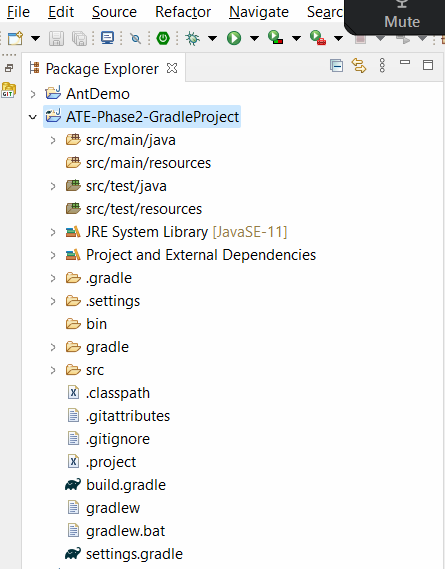 File Edit Source Refactor Navigate Searc
Mute
Package Explorer
GIT
AntDemo
ATE-Phase2-GradleProject
src/main/java
src/main/resources
src/test/java
src/test/resources
JRE System Library [JavaSE-11]
Project and External Dependencies
.gradle
.settings
bin
gradle
src
.classpath
.gitattributes
.gitignore
.project
build.gradle
gradlew
gradlew.bat
settings.gradle